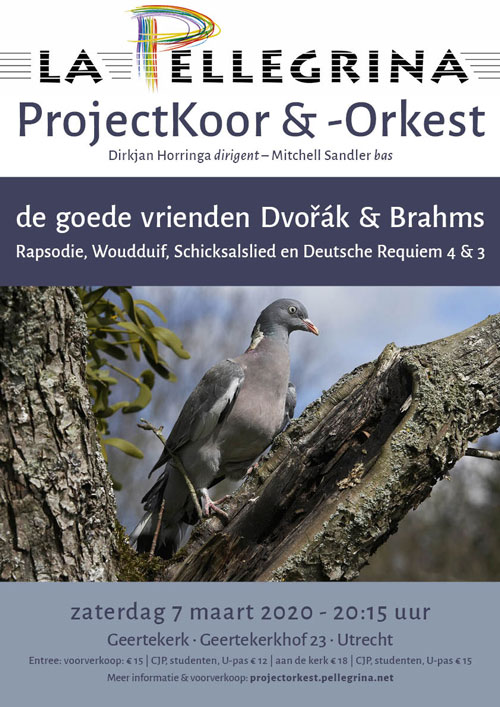 LA PELLEGRINA
ProjectKoor & -Orkest
Dirkjan Horringa dirigent – Mitchell Sandler bas
de goede vrienden Dvořák & Brahms
Rapsodie, Woudduif, Schicksalslied en Deutsche Requiem 4 & 3
zaterdag 7 maart 2020 - 20:15 uur
Geertekerk · Geertekerkhof 23 · Utrecht
Entree: voorverkoop: € 15 | CJP, studenten, U-pas € 12 | aan de kerk € 18 | CJP, studenten, U-pas € 15
Meer informatie & voorverkoop: projectorkest.pellegrina.net